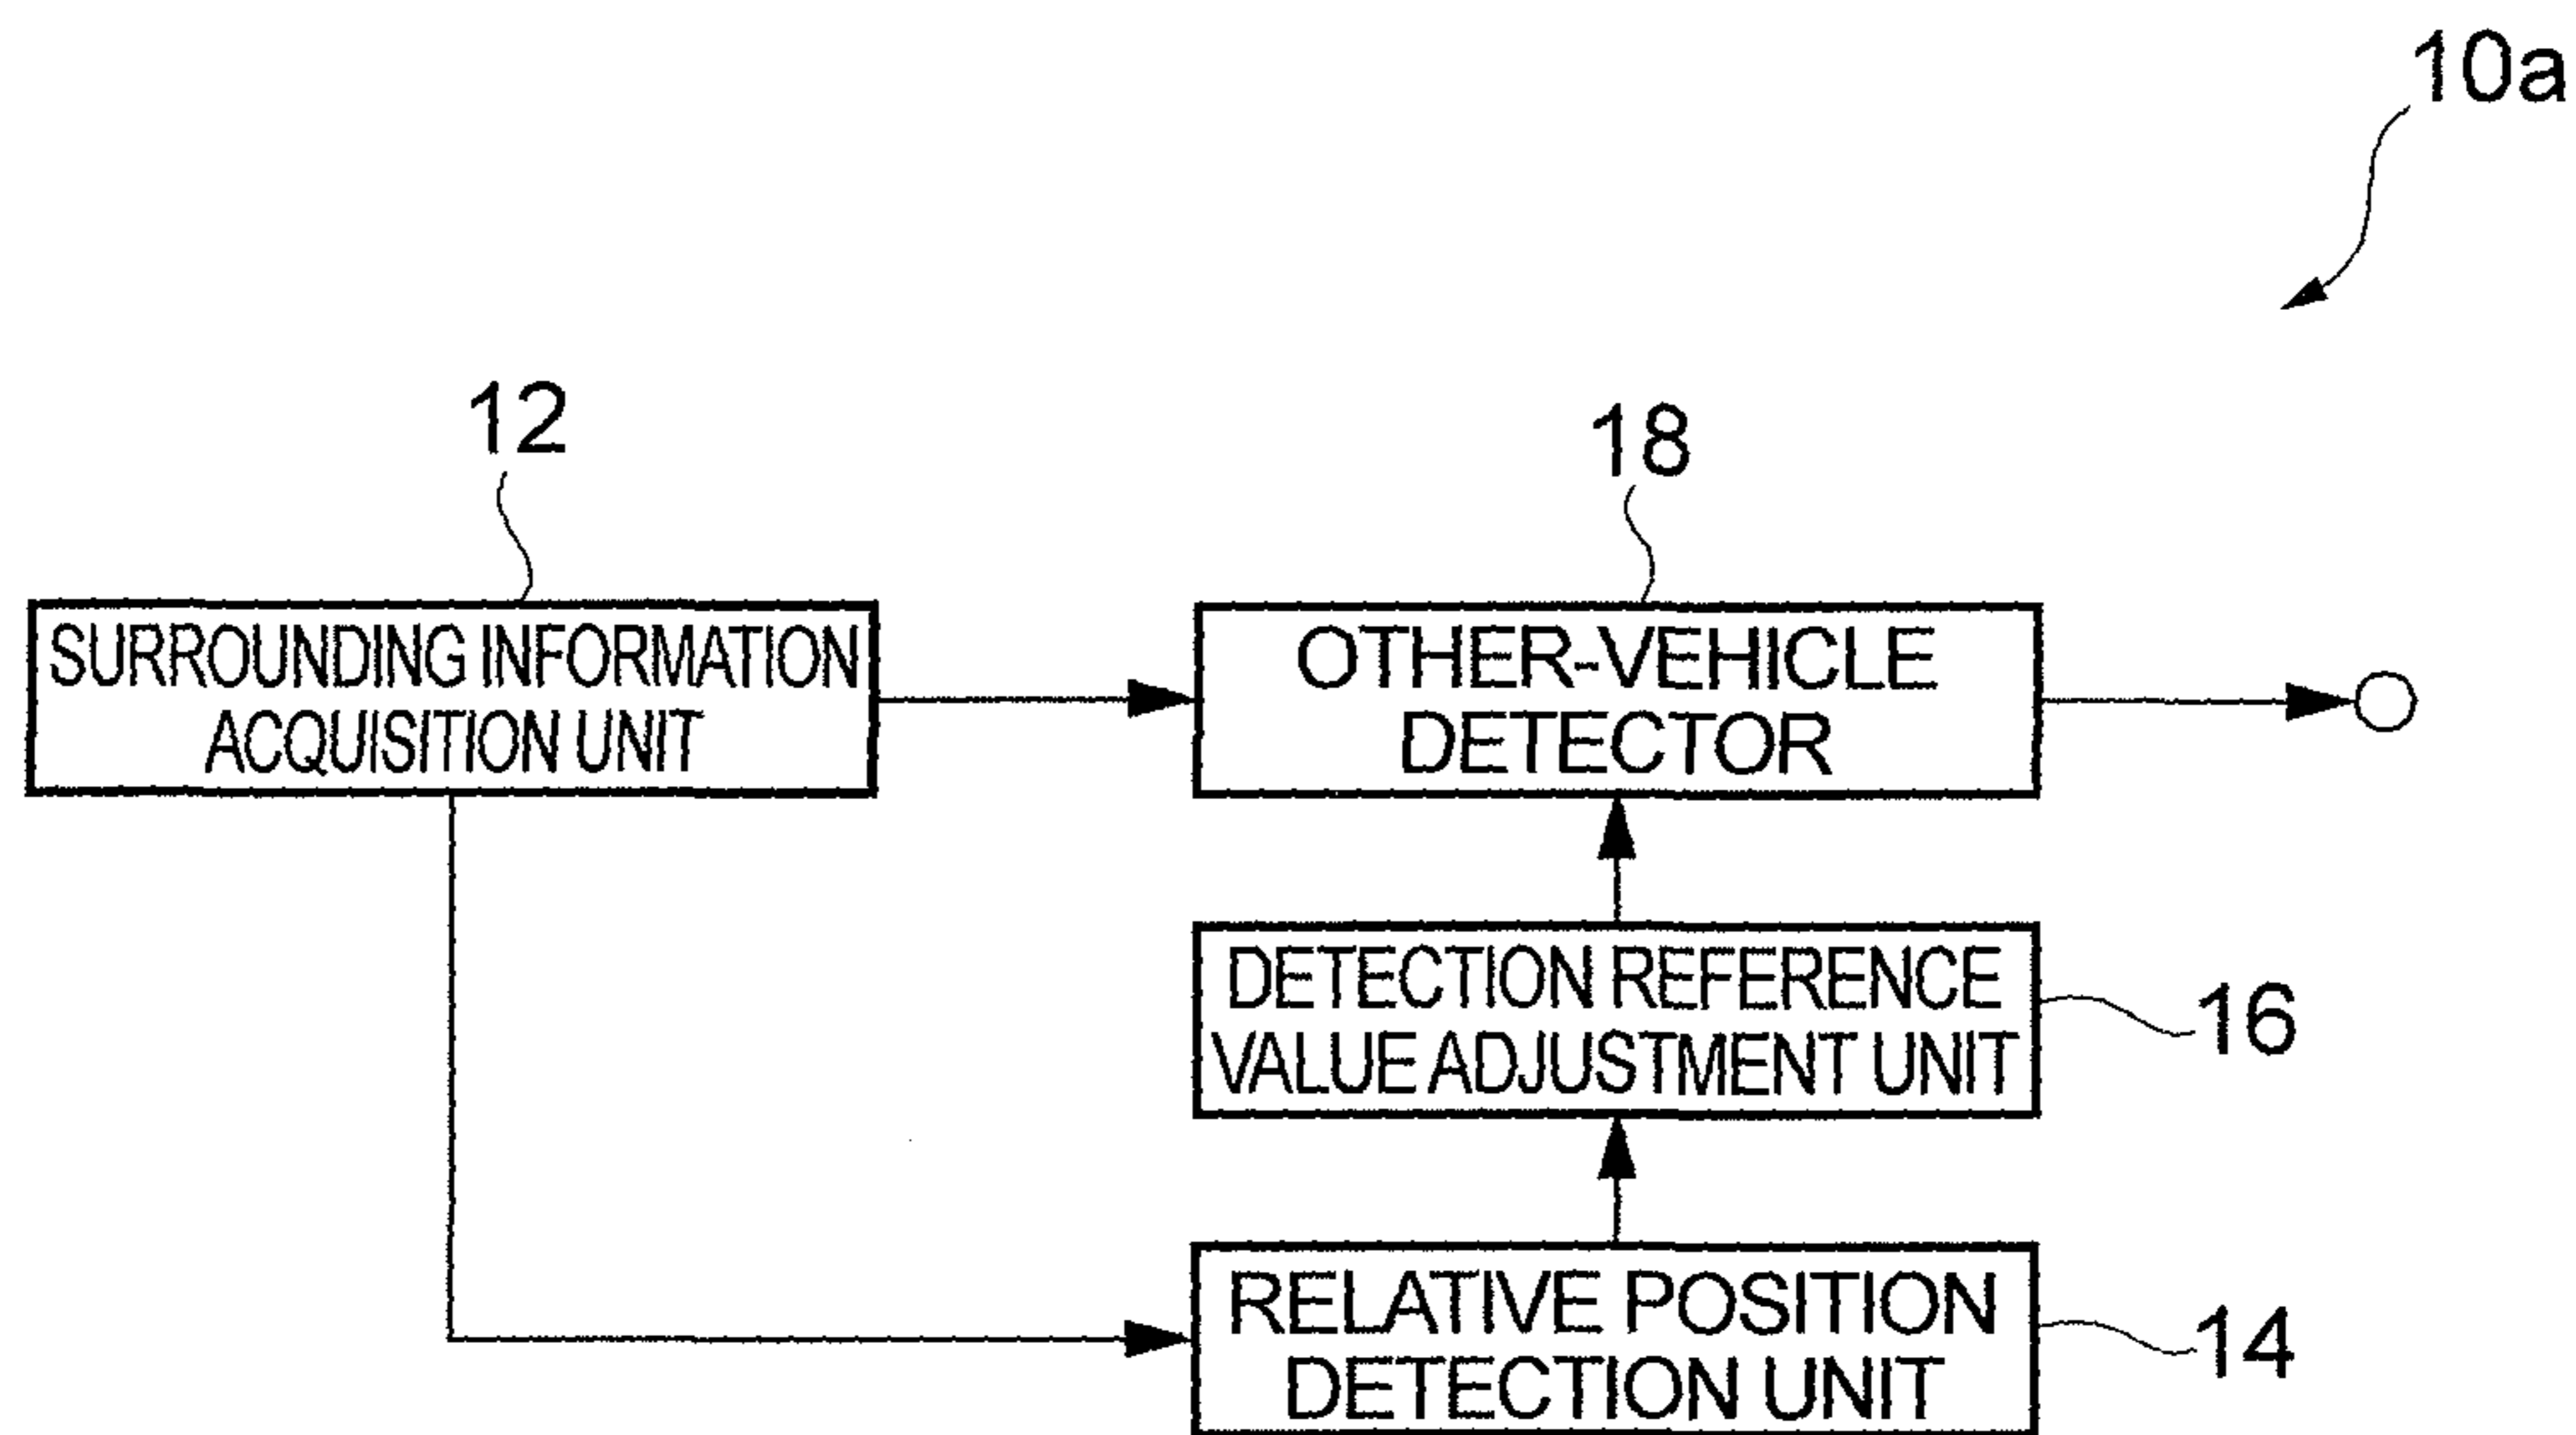 10a
12
18
SURROUNDING INFORMATION
ACQUISITION UNIT
OTHER-VEHICLE
DETECTOR
DETECTION REFERENCE
VALUE ADJUSTMENT UNIT
16
RELATIVE POSITION
DETECTION UNIT
14